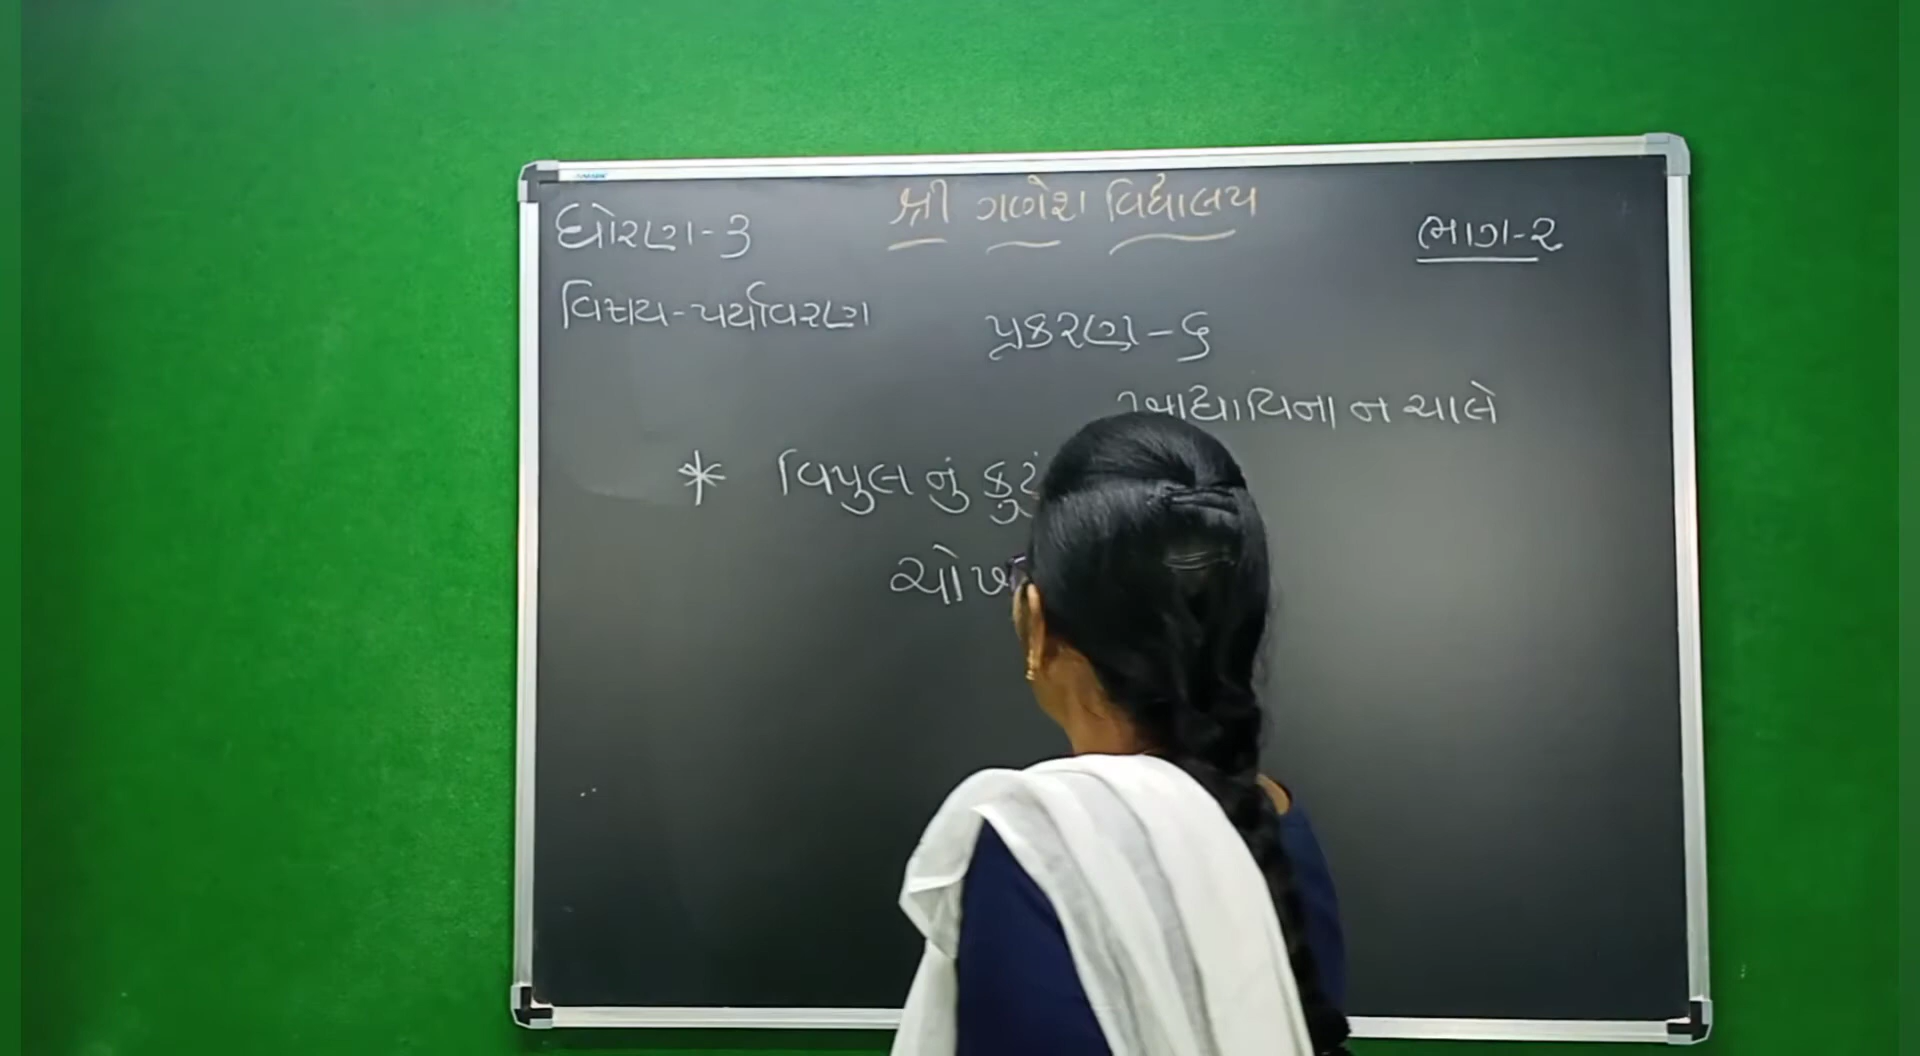 શ્રી ગણેશ વિદ્યાલય
ધોરણ-૩
ભાગ-૨
વિષય-પર્યાવરણ
પ્રકરણ-૬
ન ચાલે
* વિપુલ નું